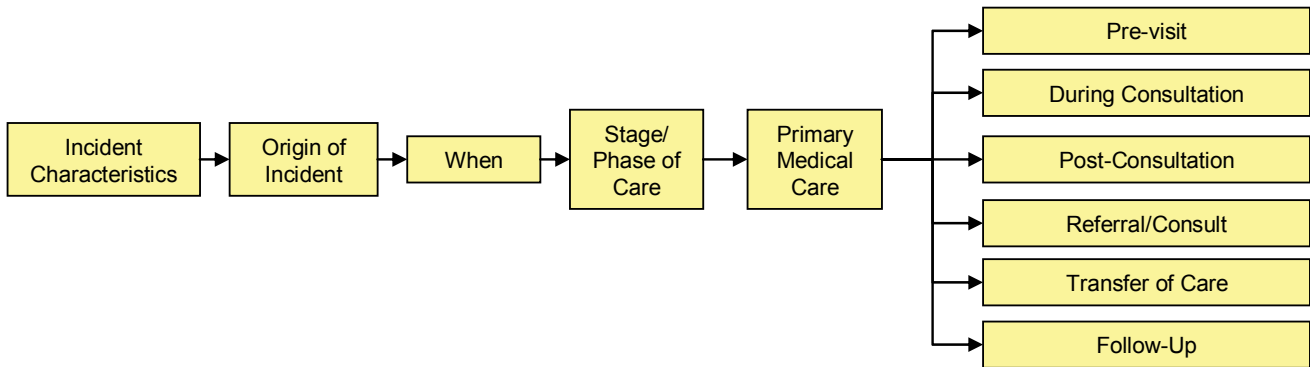 Incident
Characteristics
Origin of
Incident
When
Stage/
Phase of
Care
Primary
Medical
Care
Pre-visit
During Consultation
Post-Consultation
Referral/Consult
Transfer of Care
Follow-Up